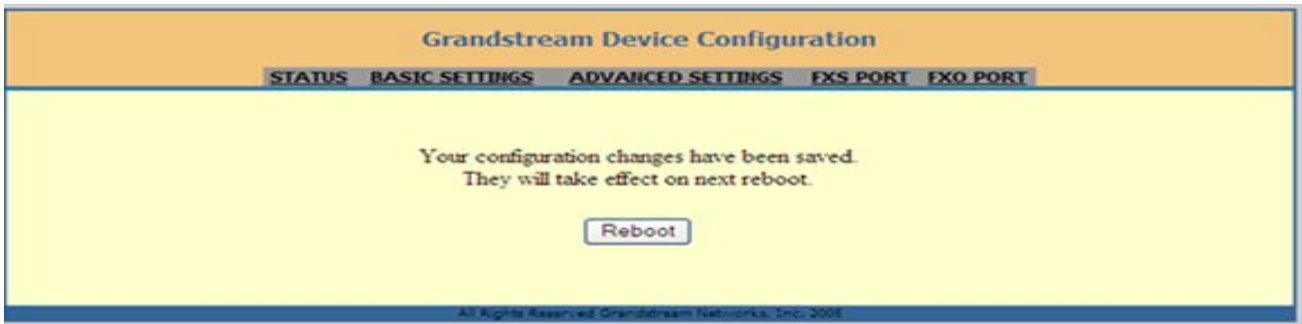 Grandstream Device Configuration
STATUS BASIC SETTINGS ADVANCED SETTINGS FXS PORT FXO PORT
Your configuration changes have been saved.
They will take effect on next reboot.
Reboot
All Rights Reserved Grandstream Networks, Inc. 2005